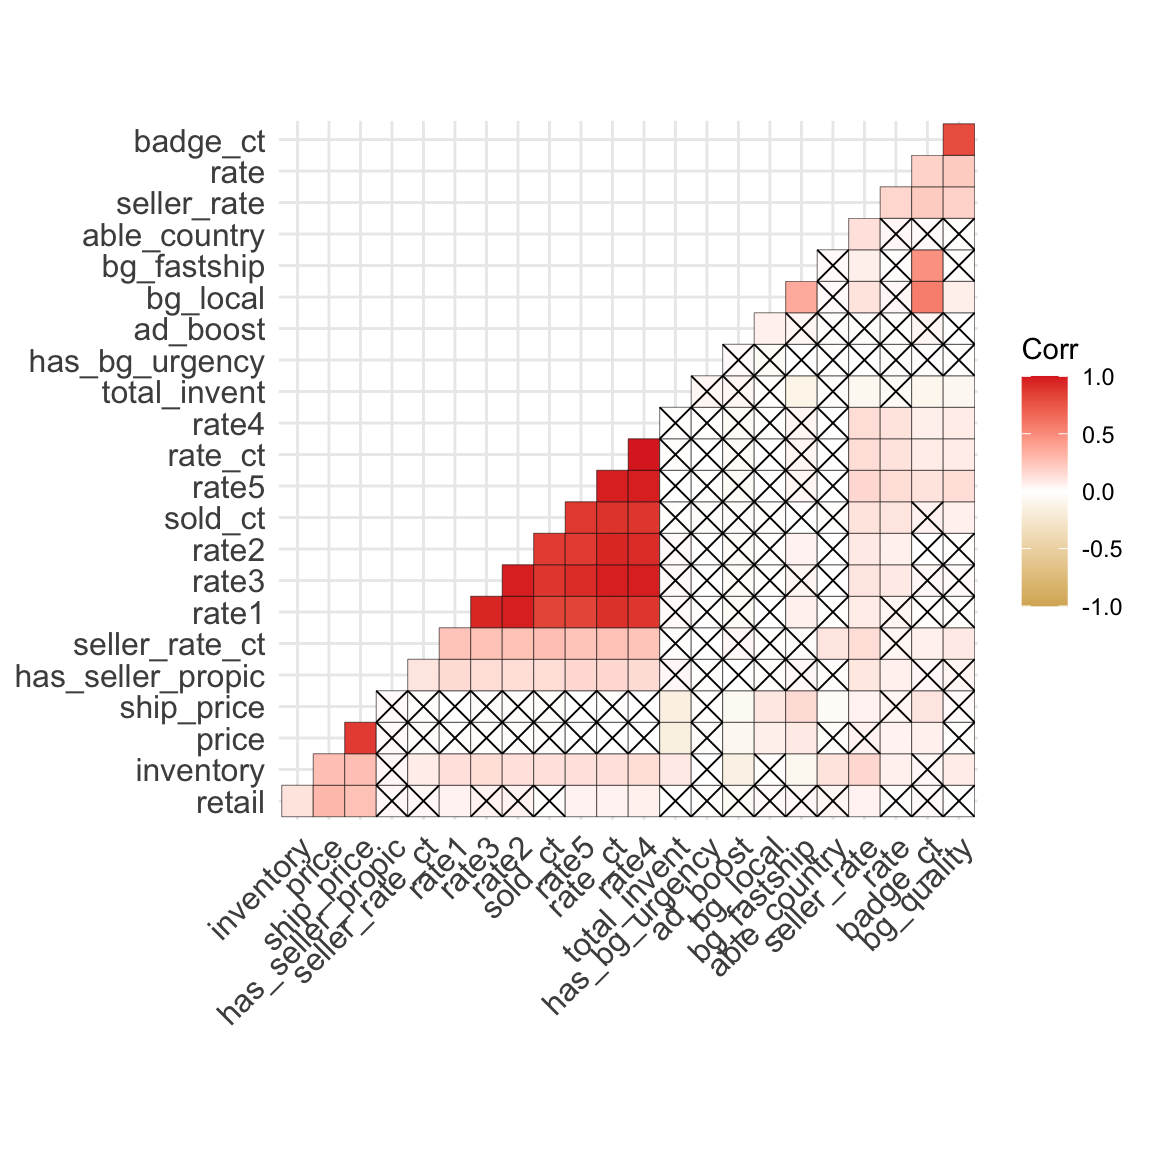 badge_ct
rate
seller_rate
able_country
bg_fastship
bg_local
ad_boost
has_bg_urgency
total_invent
rate4
rate_ct
rate5
sold_ct
rate2
rate3
rate1
seller_rate_ct
has_seller_propic
ship_price
price
inventory
retail
inventory
price
ship_price
has_seller_propic
seller_rate_ct
rate1
rate3
rate2
sold_ct
rate5
rate_ct
rate4
total_invent
has_bg_urgency
ad_boost
bg_local
bg_fastship
able_country
seller_rate
rate
badge_ct
bg_quality
Corr
1.0
0.5
0.0
-0.5
-1.0